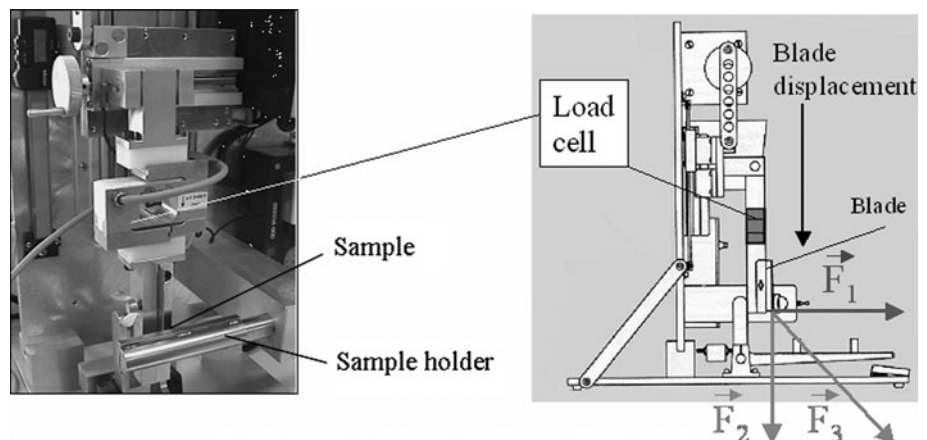 Load
cell
Sample
Sample holder
Blade
displacement
Blade
F₁
F₂
F₃